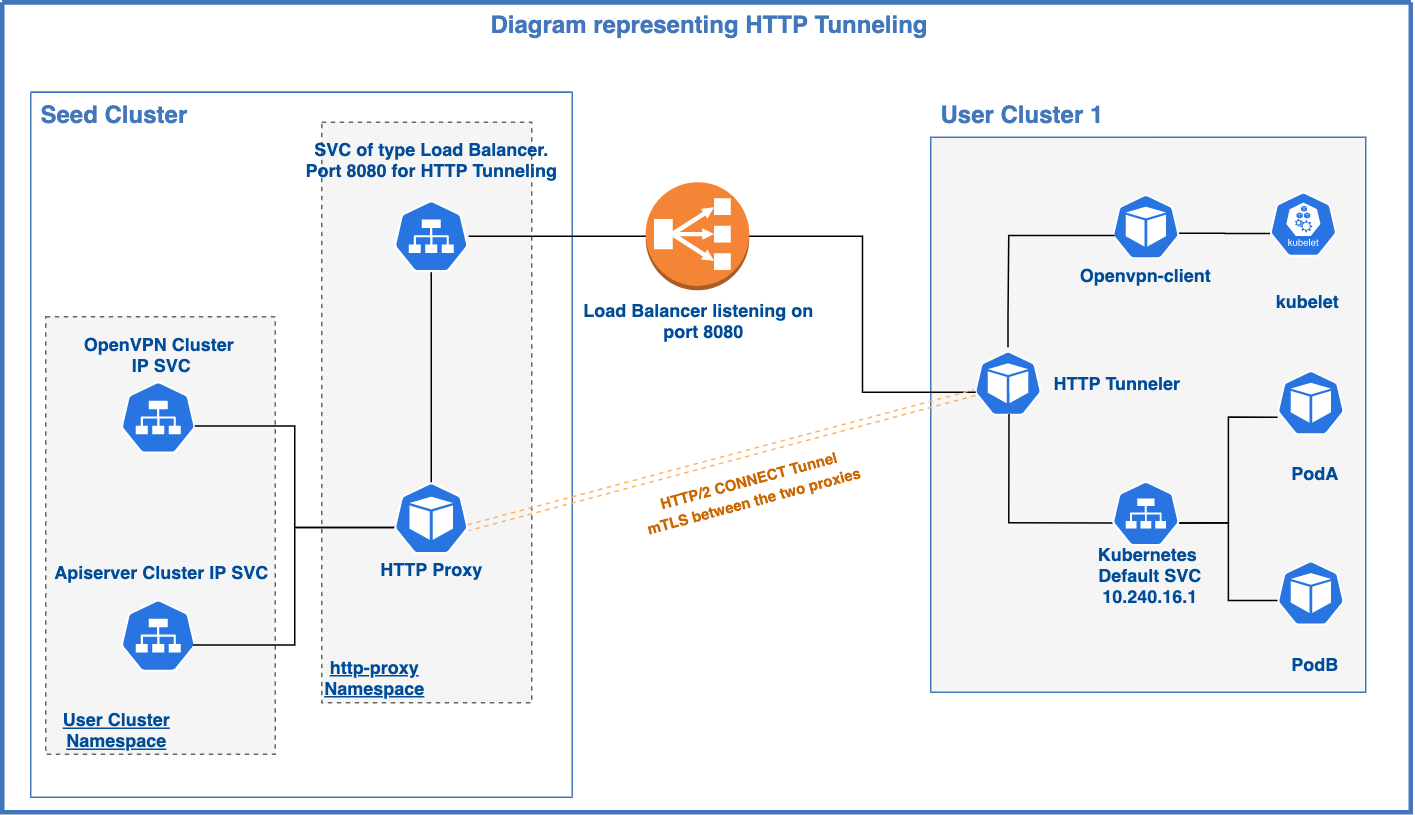 Diagram representing HTTP Tunneling
Seed Cluster
SVC of type Load Balancer.
Port 8080 for HTTP Tunneling
OpenVPN Cluster
IP SVC
Apiserver Cluster IP SVC
User Cluster
Namespace
HTTP Proxy
http-proxy
Namespace
Load Balancer listening on
port 8080
HTTP/2 CONNECT Tunnel
mTLS between the two proxies
User Cluster 1
Openvpn-client
kubelet
kubelet
HTTP Tunneler
PodA
Kubernetes
Default SVC
10.240.16.1
PodB